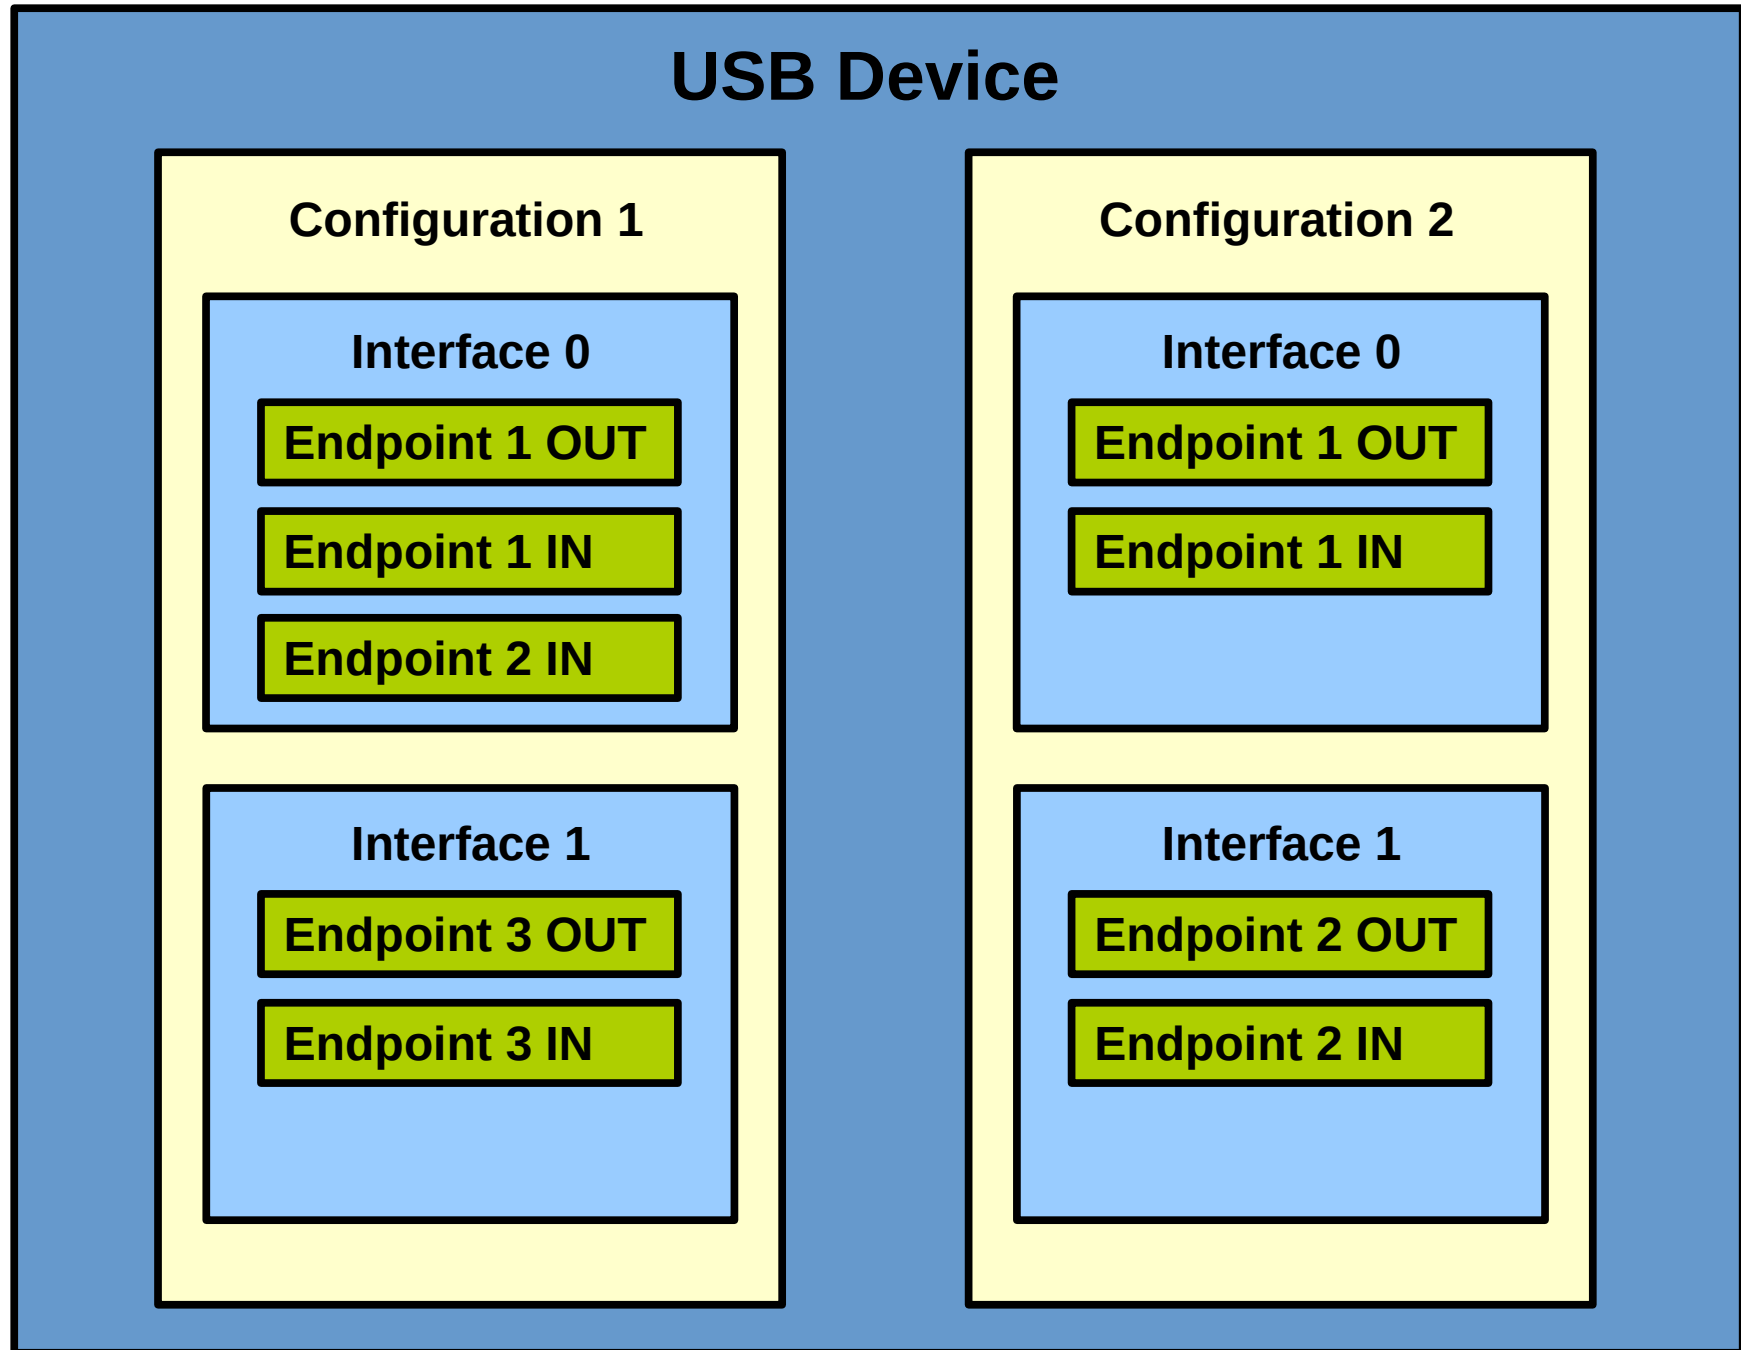 USB Device
Configuration 1
Interface 0
Endpoint 1 OUT
Endpoint 1 IN
Endpoint 2 IN
Interface 1
Endpoint 3 OUT
Endpoint 3 IN
Configuration 2
Interface 0
Endpoint 1 OUT
Endpoint 1 IN
Interface 1
Endpoint 2 OUT
Endpoint 2 IN